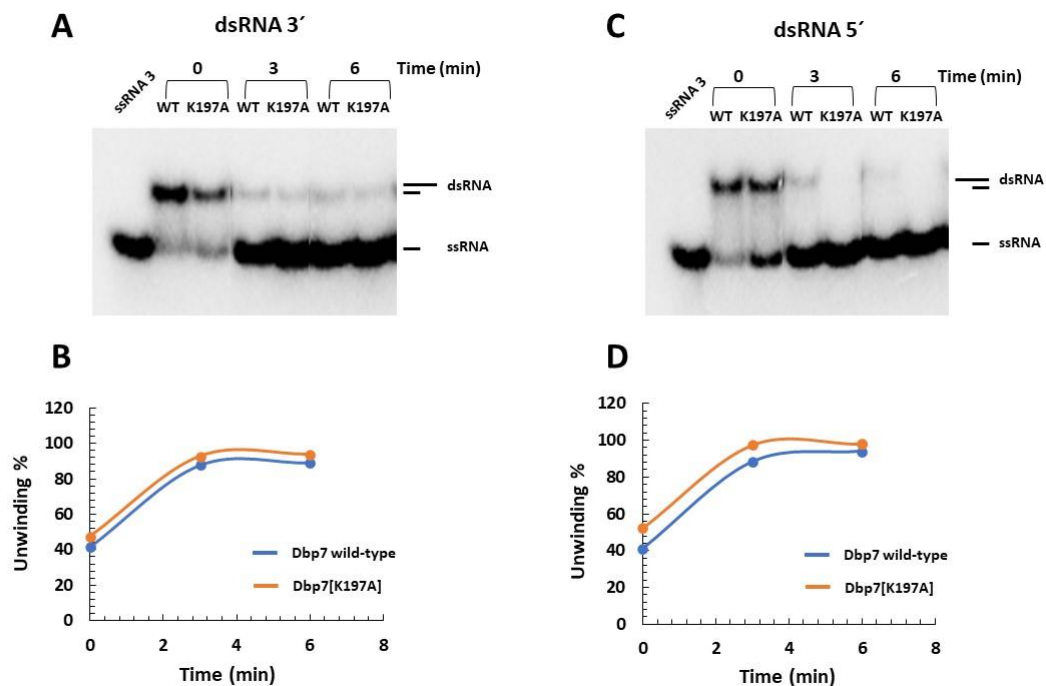 A
dsRNA 3´
ssRNA 3
0 3 6 Time (min)
WT K197A WT K197A WT K197A
dsRNA
ssRNA
C
dsRNA 5´
ssRNA 3
0 3 6 Time (min)
WT K197A WT K197A WT K197A
dsRNA
ssRNA
B
Unwinding %
120
100
80
60
40
20
0
Dbp7 wild-type
Dbp7[K197A]
0 2 4 6 8
Time (min)
D
Unwinding %
120
100
80
60
40
20
0
Dbp7 wild-type
Dbp7[K197A]
0 2 4 6 8
Time (min)